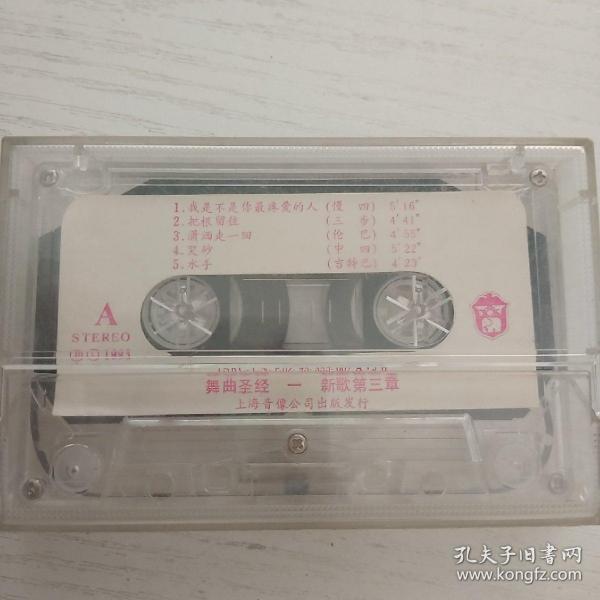 1.我是不是你最疼爱的人 (慢 四) 5′16″
2.把根留住 (三 步) 4′41″
3.潇洒走一回 (伦 巴) 4′55″
4.哭砂 (中 四) 5′22″
5.水手 (吉特巴) 4′23″
A
STEREO
1993
舞曲圣经 一 新歌第三章
上海音像公司出版发行
孔夫子旧书网
www.kongfz.com